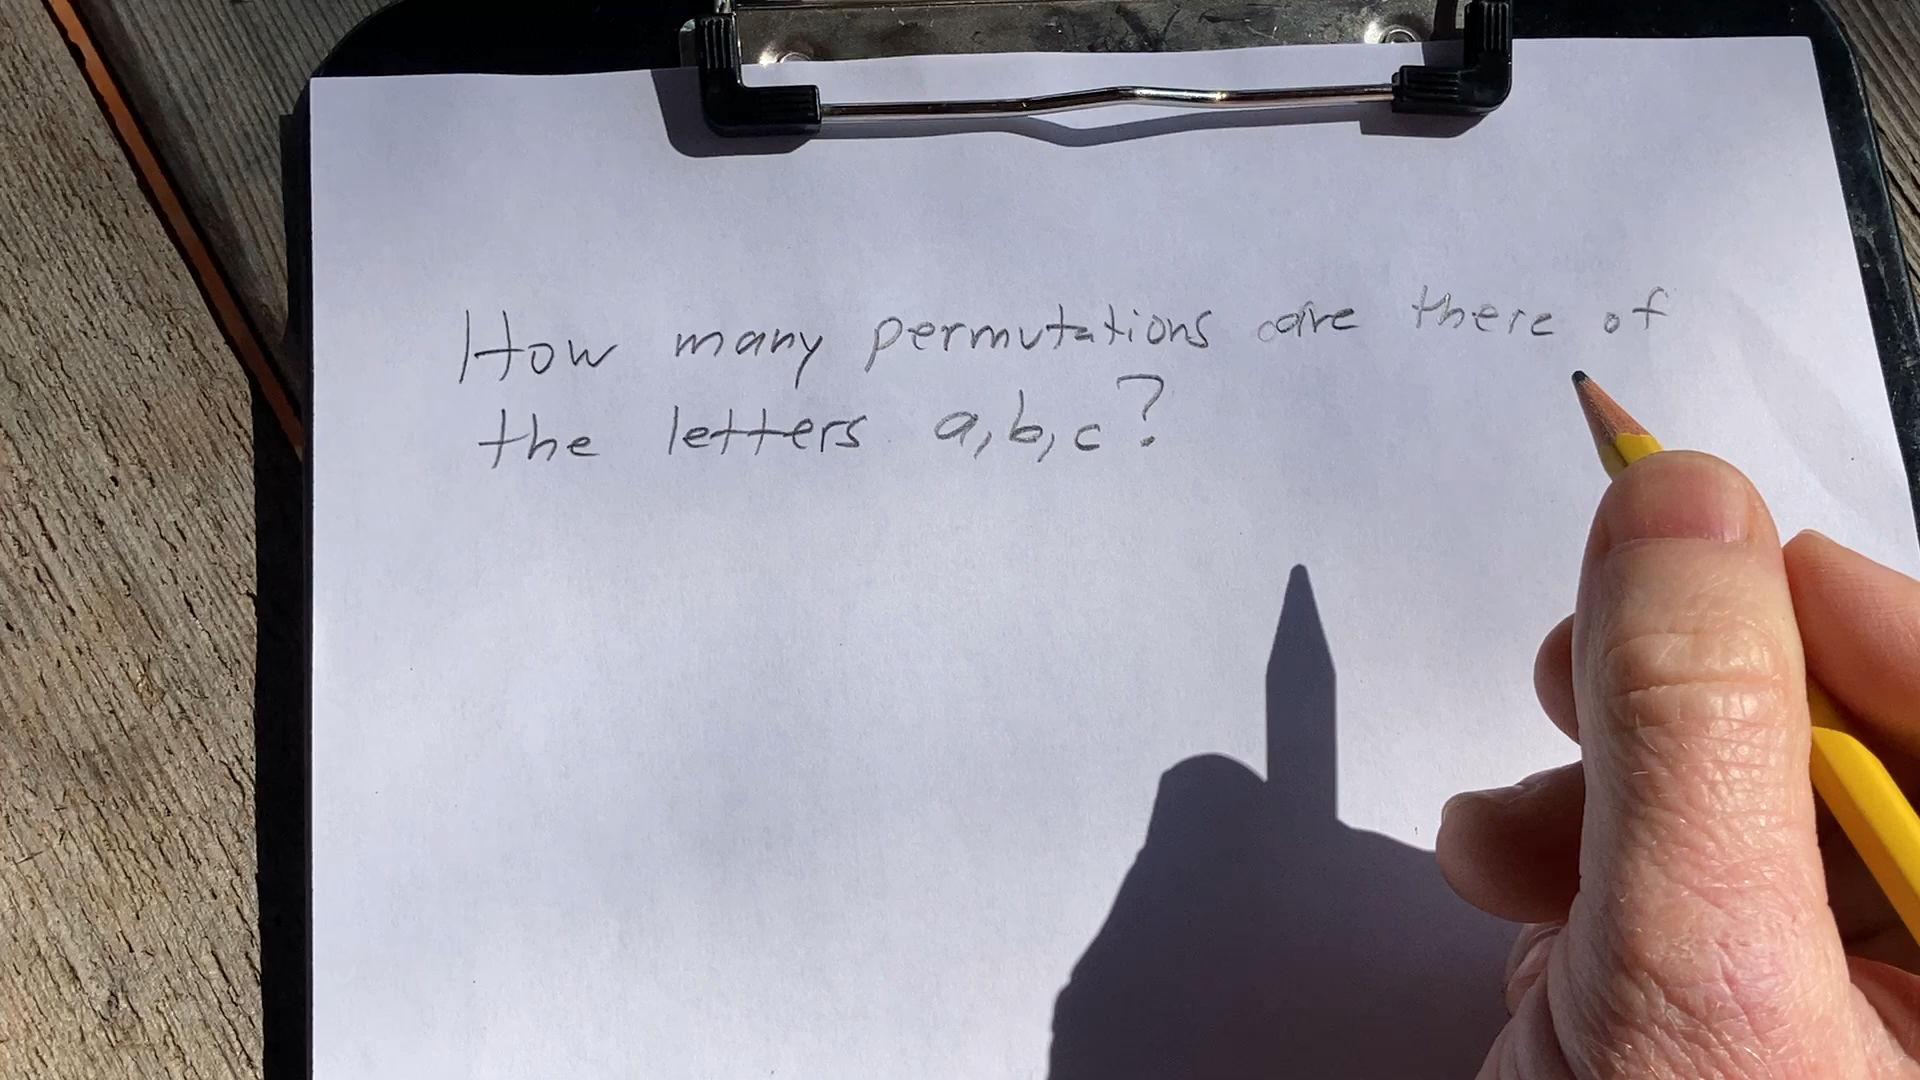 How many permutations are there of
the letters a, b, c?